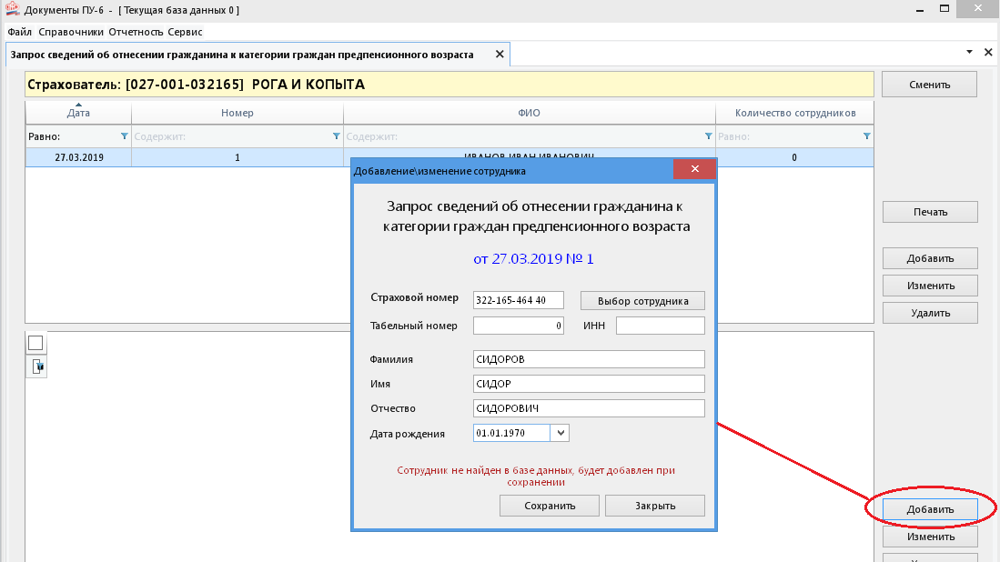 Документы ПУ-6 - [ Текущая база данных 0 ]
Файл Справочники Отчетность Сервис
Запрос сведений об отнесении гражданина к категории граждан предпенсионного возраста
Страхователь: [027-001-032165] РОГА И КОПЫТА
Сменить
Дата Номер ФИО Количество сотрудников
Равно: Содержит: Содержит: Равно:
27.03.2019 1 ИВАНОВ ИВАН ИВАНОВИЧ 0
Добавление\изменение сотрудника
Запрос сведений об отнесении гражданина к
категории граждан предпенсионного возраста
от 27.03.2019 № 1
Страховой номер 322-165-464 40 Выбор сотрудника
Табельный номер 0 ИНН
Фамилия СИДОРОВ
Имя СИДОР
Отчество СИДОРОВИЧ
Дата рождения 01.01.1970
Сотрудник не найден в базе данных, будет добавлен при
сохранении
Сохранить Закрыть
Печать
Добавить
Изменить
Удалить
Добавить
Изменить